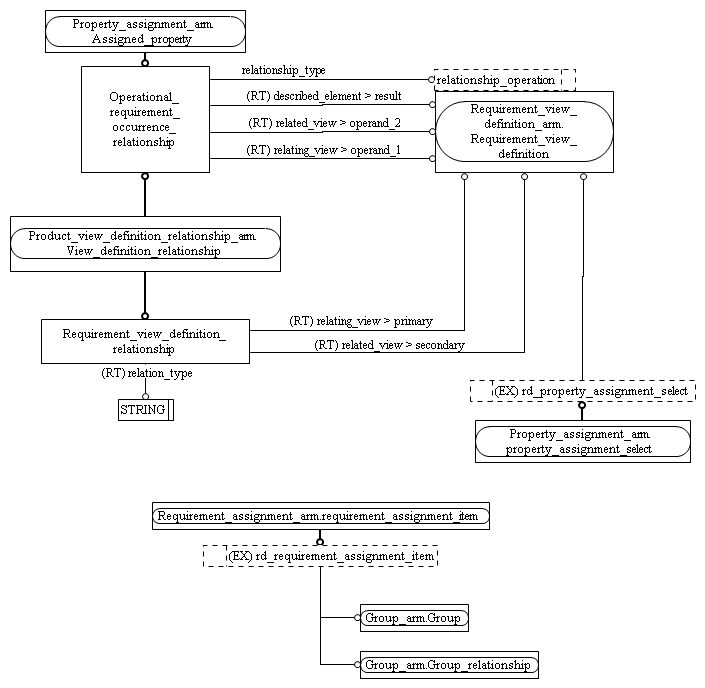 Property_assignment_arm.
Assigned_property
relationship_type
relationship_operation
Operational_
requirement_
occurrence_
relationship
(RT) described_element > result
(RT) related_view > operand_2
(RT) relating_view > operand_1
Requirement_view_
definition_arm.
Requirement_view_
definition
Product_view_definition_relationship_arm.
View_definition_relationship
Requirement_view_definition_
relationship
(RT) relating_view > primary
(RT) related_view > secondary
(RT) relation_type
STRING
(EX) rd_property_assignment_select
Property_assignment_arm.
property_assignment_select
Requirement_assignment_arm.requirement_assignment_item
(EX) rd_requirement_assignment_item
Group_arm.Group
Group_arm.Group_relationship